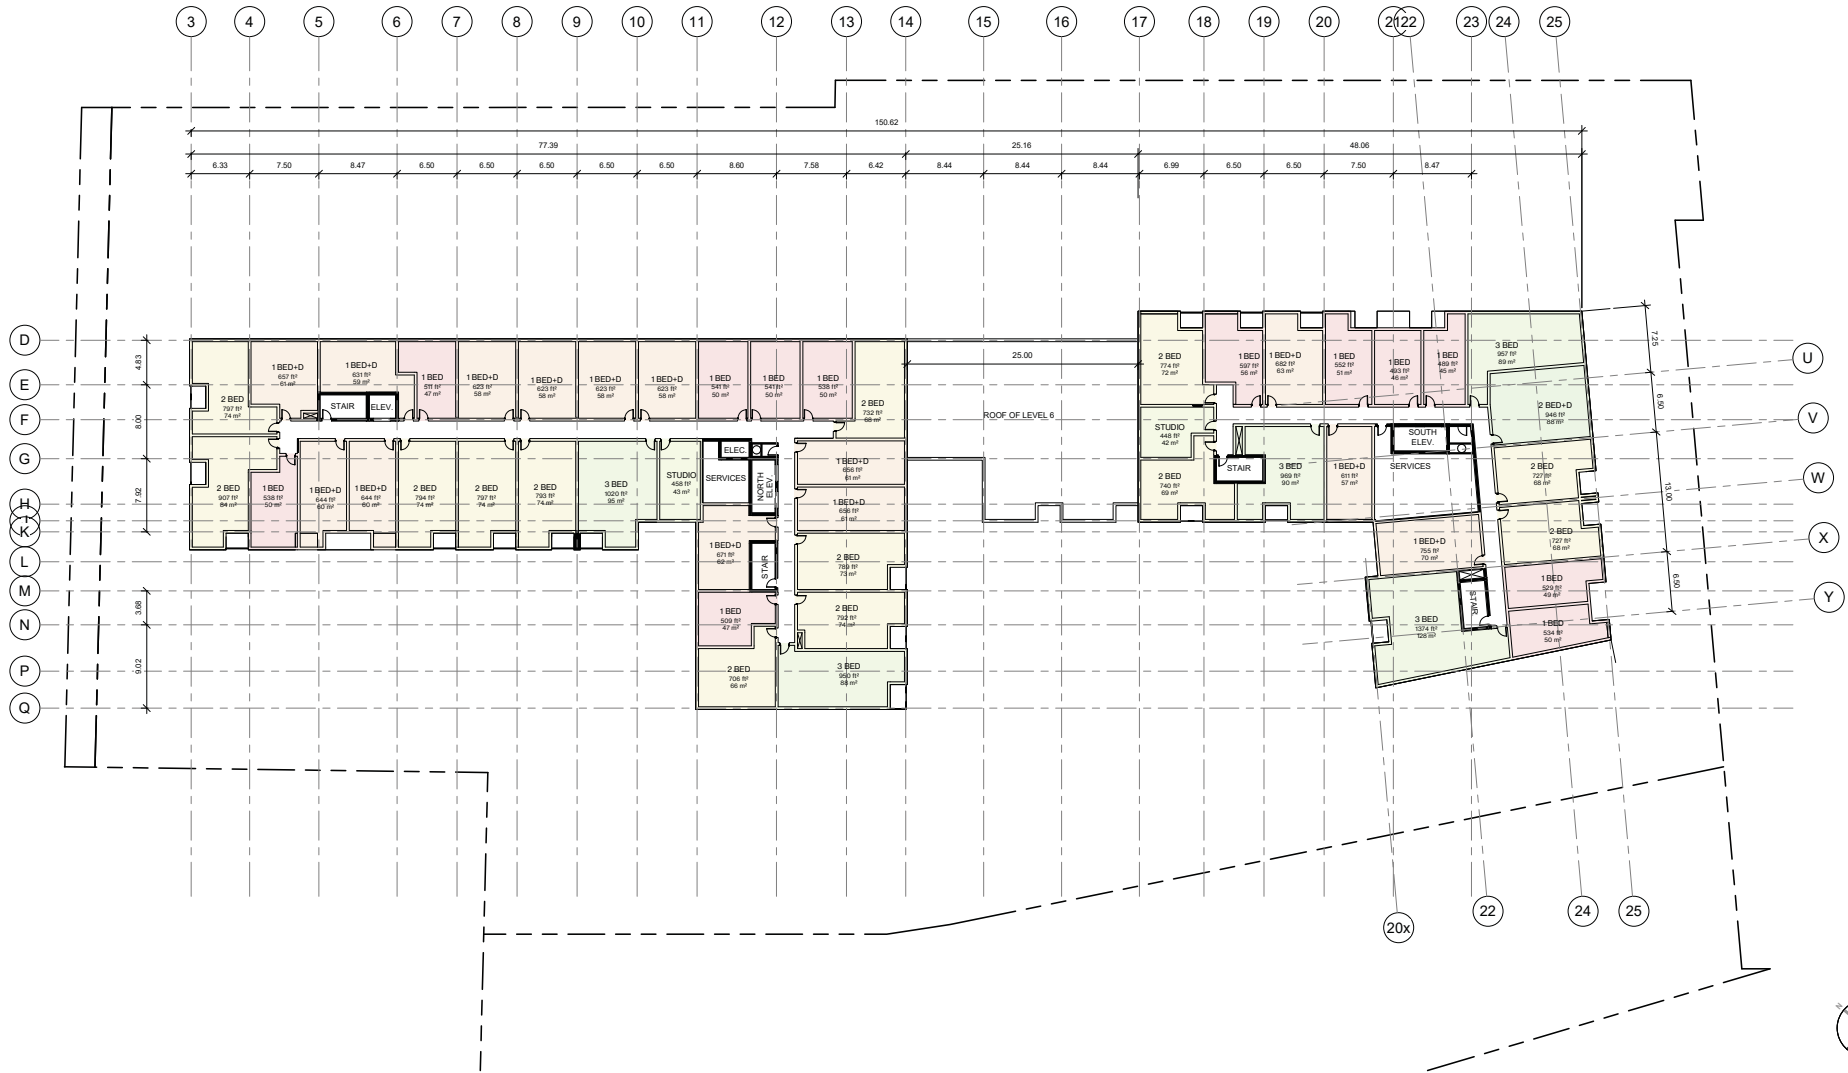 3 4 5 6 7 8 9 10 11 12 13 14 15 16 17 18 19 20 22 23 24 25
150.62
77.39 25.16 48.06
6.33 7.50 8.47 6.50 6.50 6.50 6.50 6.50 8.60 7.58 6.42 8.44 8.44 8.44 6.99 6.50 6.50 7.50 8.47
D
E
F
G
H
K
L
M
N
P
Q
4.83
8.00
7.92
3.68
9.02
2 BED
797 ft²
74 m²
1 BED+D
657 ft²
61 m²
1 BED+D
631 ft²
59 m²
STAIR
ELEV.
1 BED
511 ft²
47 m²
1 BED+D
623 ft²
58 m²
1 BED+D
623 ft²
58 m²
1 BED+D
623 ft²
58 m²
1 BED+D
623 ft²
58 m²
1 BED
541 ft²
50 m²
1 BED
541 ft²
50 m²
1 BED
538 ft²
50 m²
2 BED
732 ft²
68 m²
2 BED
907 ft²
84 m²
1 BED
538 ft²
50 m²
1 BED+D
644 ft²
60 m²
1 BED+D
644 ft²
60 m²
2 BED
794 ft²
74 m²
2 BED
797 ft²
74 m²
2 BED
793 ft²
74 m²
3 BED
1020 ft²
95 m²
STUDIO
458 ft²
43 m²
ELEC.
SERVICES
NORTH
ELEV.
1 BED+D
656 ft²
61 m²
1 BED+D
656 ft²
61 m²
1 BED+D
671 ft²
62 m²
STAIR
2 BED
789 ft²
73 m²
1 BED
509 ft²
47 m²
2 BED
792 ft²
74 m²
2 BED
706 ft²
66 m²
3 BED
950 ft²
88 m²
25.00
ROOF OF LEVEL 6
2 BED
774 ft²
72 m²
1 BED
597 ft²
56 m²
1 BED+D
682 ft²
63 m²
1 BED
552 ft²
51 m²
1 BED
493 ft²
46 m²
1 BED
489 ft²
45 m²
3 BED
957 ft²
89 m²
2 BED+D
946 ft²
88 m²
STUDIO
448 ft²
42 m²
2 BED
740 ft²
69 m²
STAIR
3 BED
969 ft²
90 m²
1 BED+D
611 ft²
57 m²
SOUTH
ELEV.
SERVICES
2 BED
727 ft²
68 m²
2 BED
727 ft²
68 m²
1 BED+D
755 ft²
70 m²
1 BED
529 ft²
49 m²
STAIR
3 BED
1374 ft²
128 m²
1 BED
534 ft²
50 m²
7.25
6.50
13.00
6.50
U
V
W
X
Y
20x 22 24 25
N